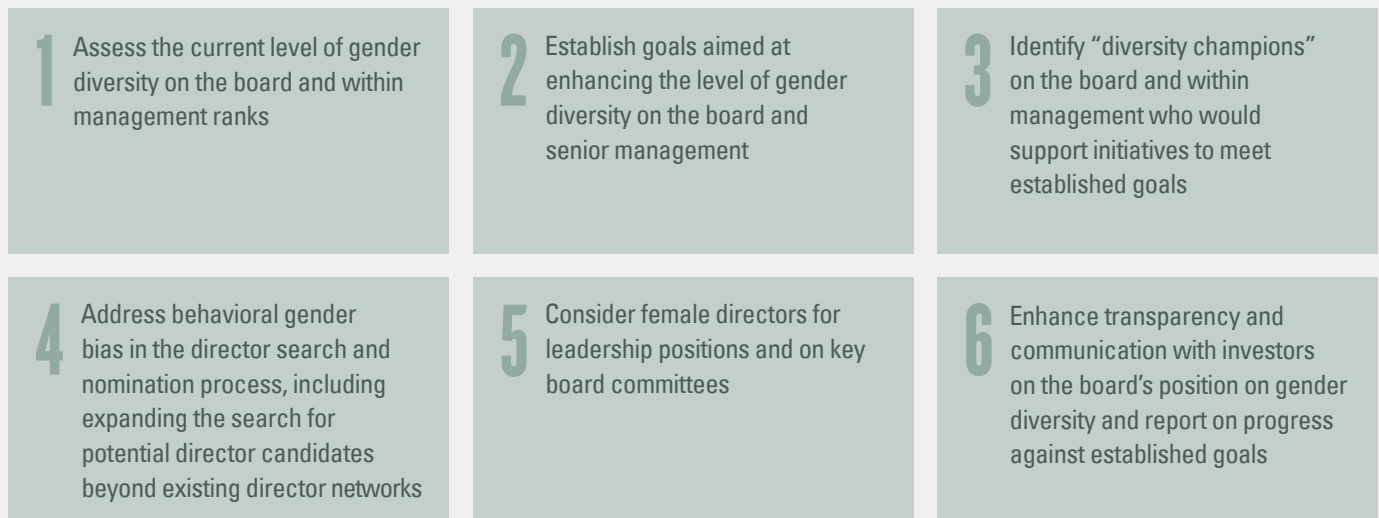 1
Assess the current level of gender
diversity on the board and within
management ranks
2
Establish goals aimed at
enhancing the level of gender
diversity on the board and
senior management
3
Identify “diversity champions”
on the board and within
management who would
support initiatives to meet
established goals
4
Address behavioral gender
bias in the director search and
nomination process, including
expanding the search for
potential director candidates
beyond existing director networks
5
Consider female directors for
leadership positions and on key
board committees
6
Enhance transparency and
communication with investors
on the board’s position on gender
diversity and report on progress
against established goals